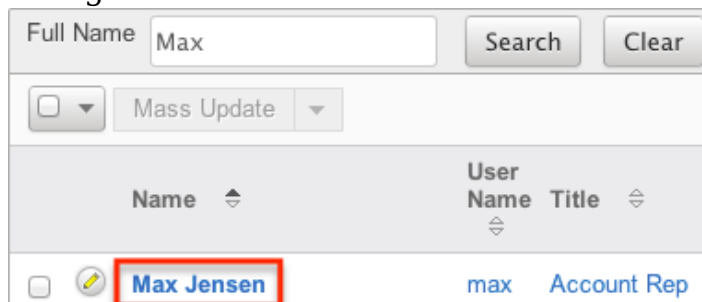 Full Name Max Search Clear
Mass Update
User
Name Name Title
Max Jensen max Account Rep